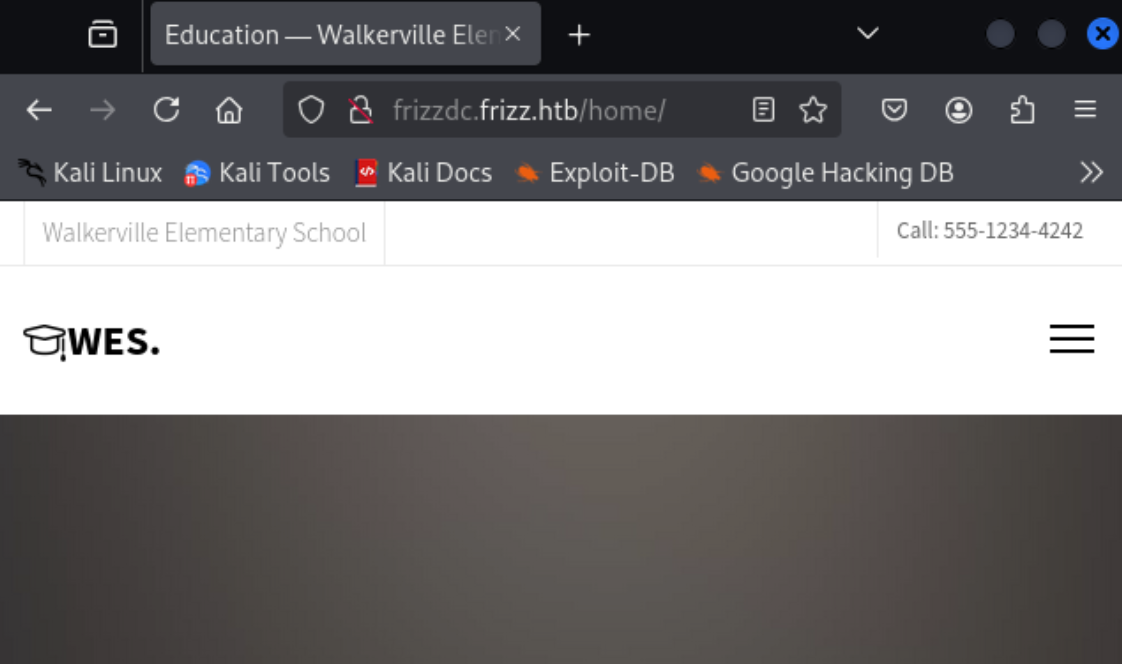 Education — Walkerville Elem
frizzdc.frizz.htb/home/
Kali Linux Kali Tools Kali Docs Exploit-DB Google Hacking DB
Walkerville Elementary School
Call: 555-1234-4242
WES.